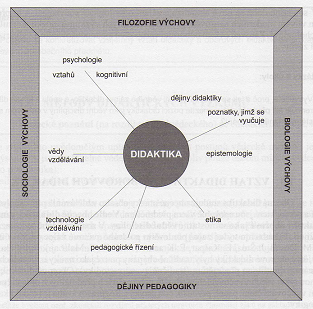 FILOZOFIE VÝCHOVY
psychologie
vztahů kognitivní
dějiny didaktiky
poznatky, jimž se
vyučuje
SOCIOLOGIE VÝCHOVY
vědy
vzdělávání
DIDAKTIKA
epistemologie
BIOLOGIE VÝCHOVY
technologie
vzdělávání
etika
pedagogické řízení
DĚJINY PEDAGOGIKY